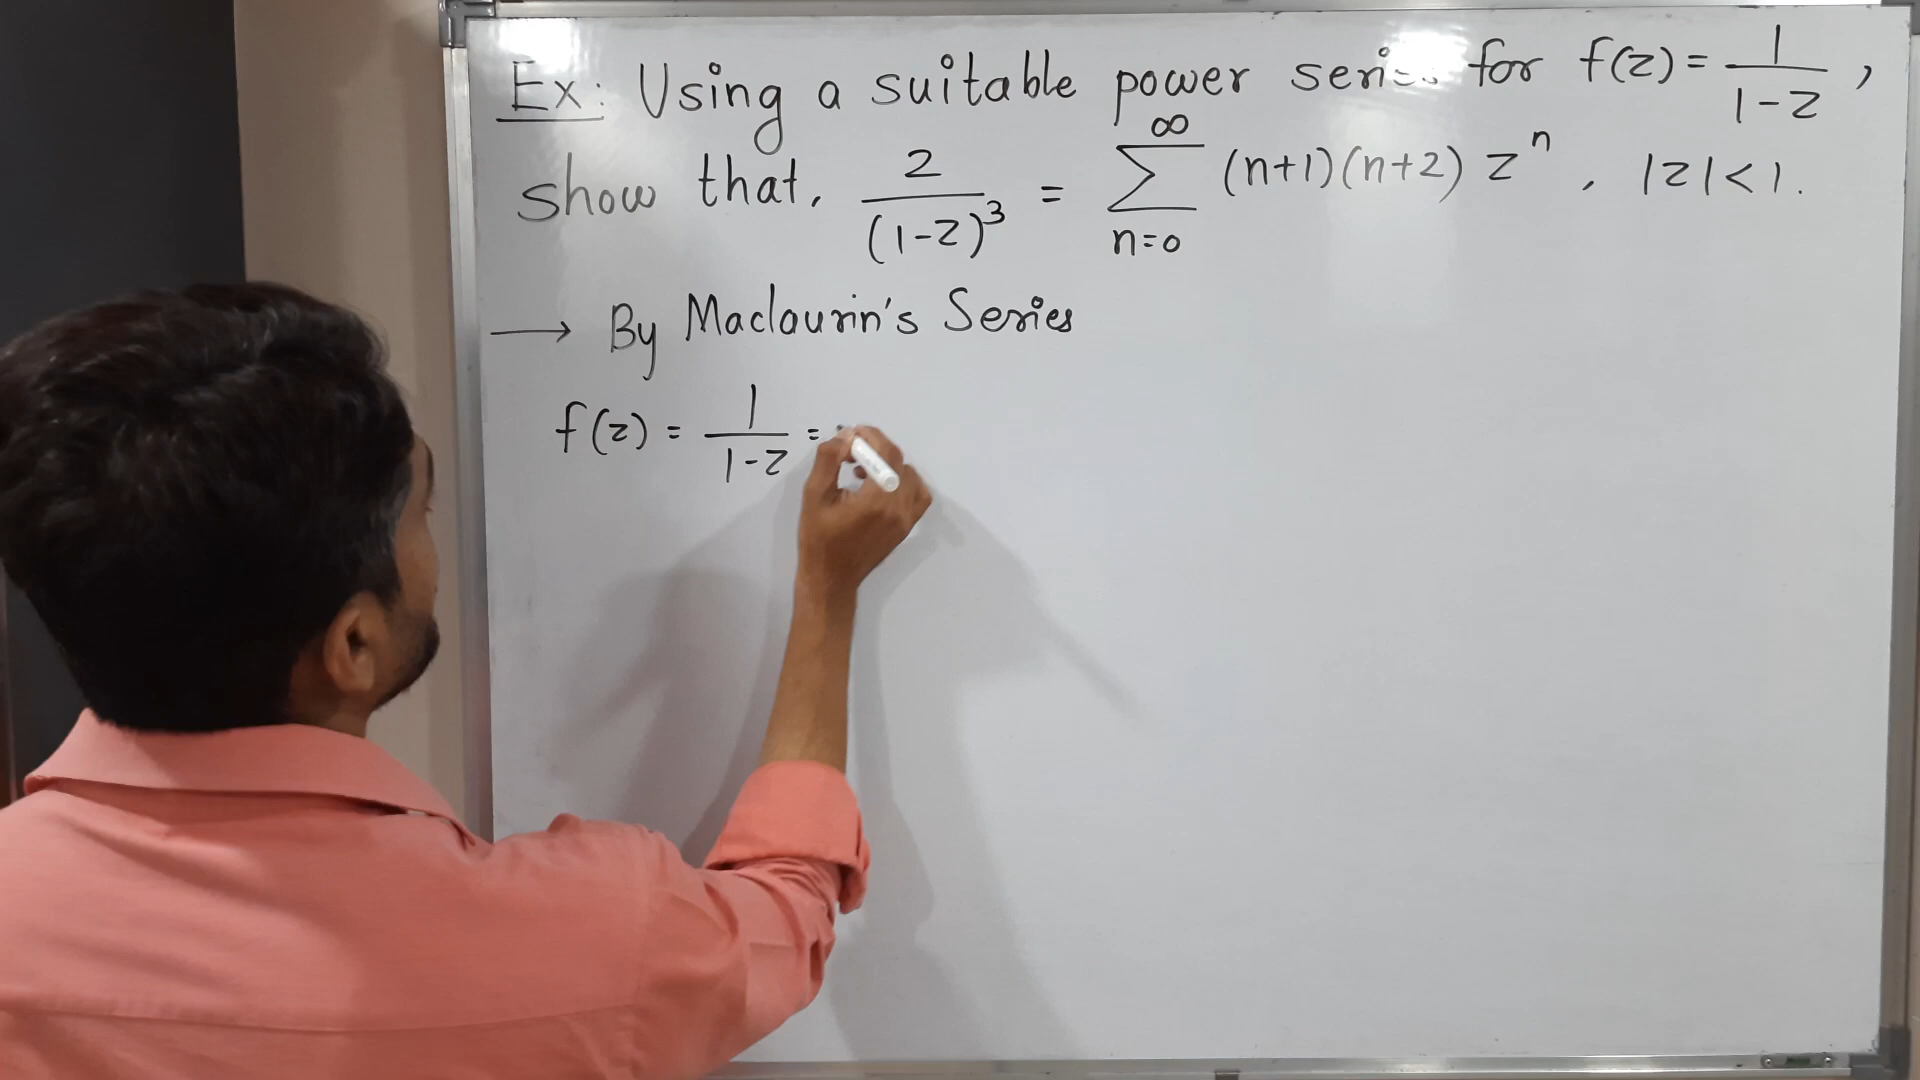 Ex: Using a suitable power series for f(z) = 1/(1-z) ,
show that, 2/(1-z)^3 = ∑_{n=0}^{∞} (n+1)(n+2) z^n , |z|<1.
⟶ By Maclaurin's Series
f(z) = 1/(1-z) =